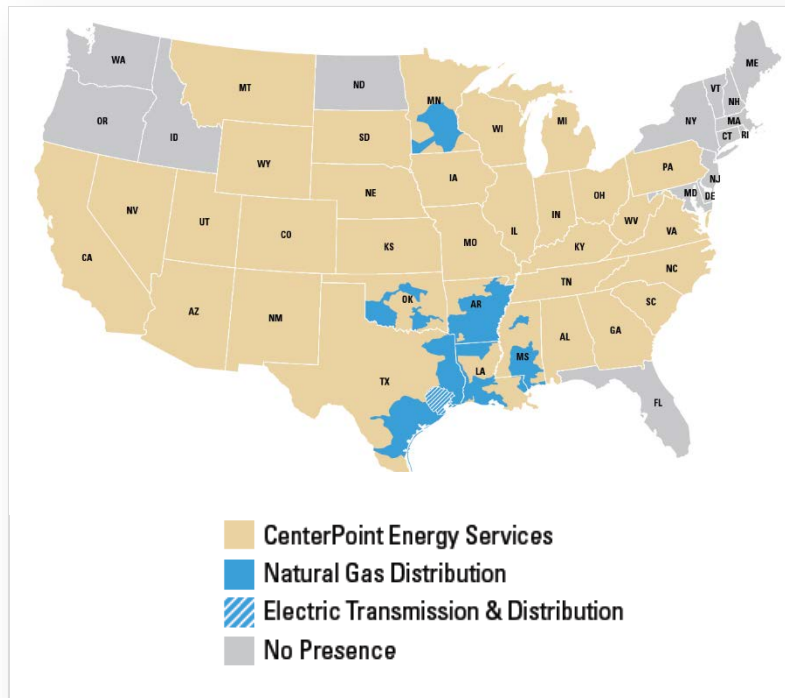 WA
MT
ND
MN
ME
VT
NH
OR
ID
SD
WI
MI
NY
MA
CT
RI
WY
IA
PA
NJ
NE
MD
DE
NV
UT
CO
IL
IN
OH
WV
VA
CA
KS
MO
KY
NC
TN
AZ
NM
OK
AR
SC
MS
AL
GA
TX
LA
FL
CenterPoint Energy Services
Natural Gas Distribution
Electric Transmission & Distribution
No Presence